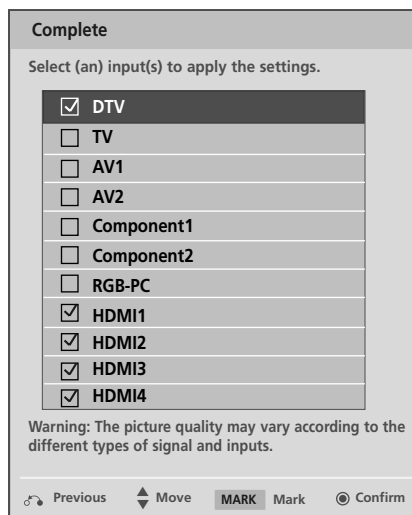 Complete
Select (an) input(s) to apply the settings.
DTV
TV
AV1
AV2
Component1
Component2
RGB-PC
HDMI1
HDMI2
HDMI3
HDMI4
Warning: The picture quality may vary according to the
different types of signal and inputs.
Previous Move MARK Mark Confirm